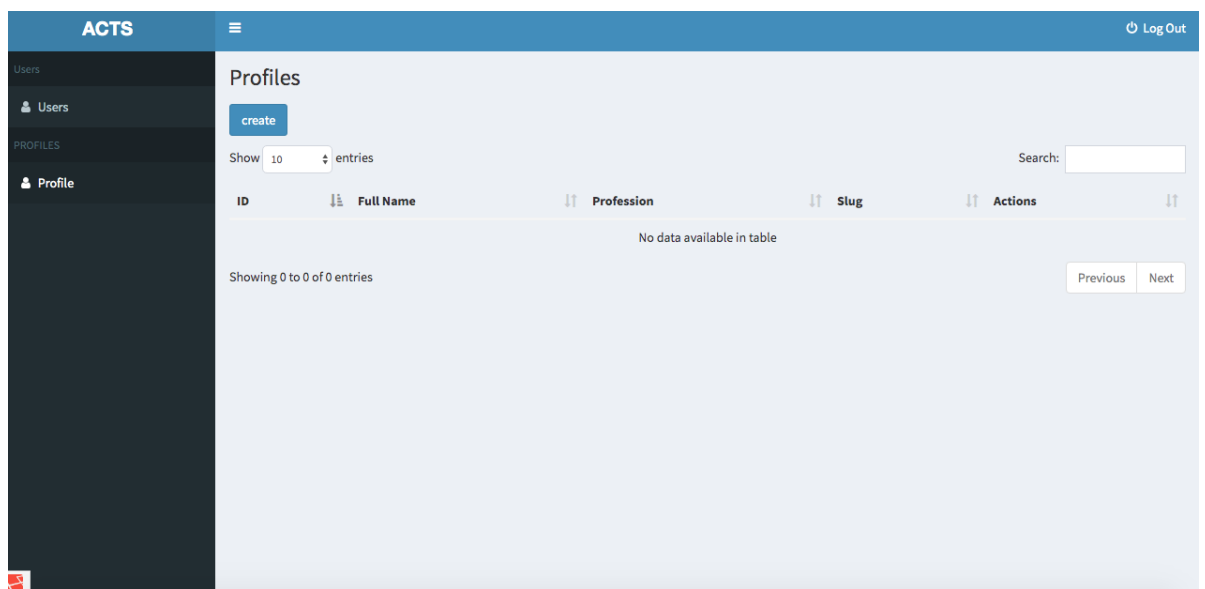 ACTS
Log Out
Users
Users
PROFILES
Profile
Profiles
create
Show 10 entries
Search:
ID Full Name Profession Slug Actions
No data available in table
Showing 0 to 0 of 0 entries
Previous Next